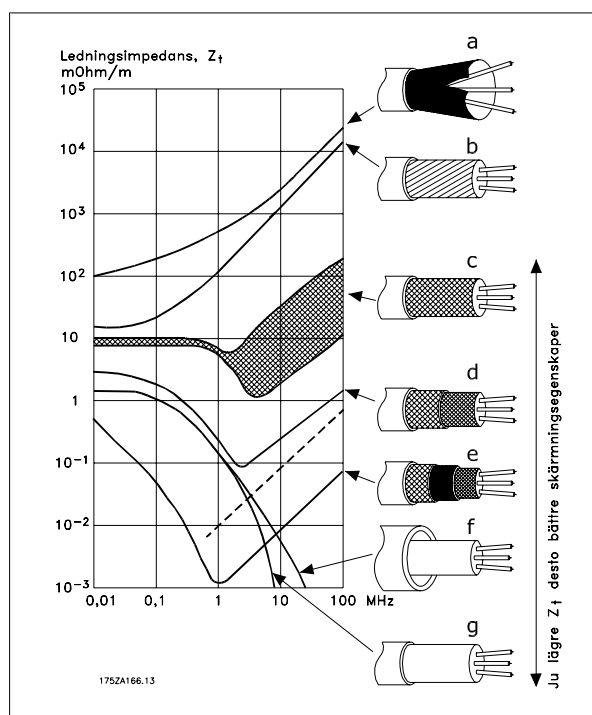 Ledningsimpedans, Zt
mOhm/m
10⁵
10⁴
10³
10²
10
1
10⁻¹
10⁻²
10⁻³
0,01 0,1 1 10 100 MHz
a
b
c
d
e
f
g
Ju lägre Zt desto bättre skärmningsegenskaper
175ZA166.13